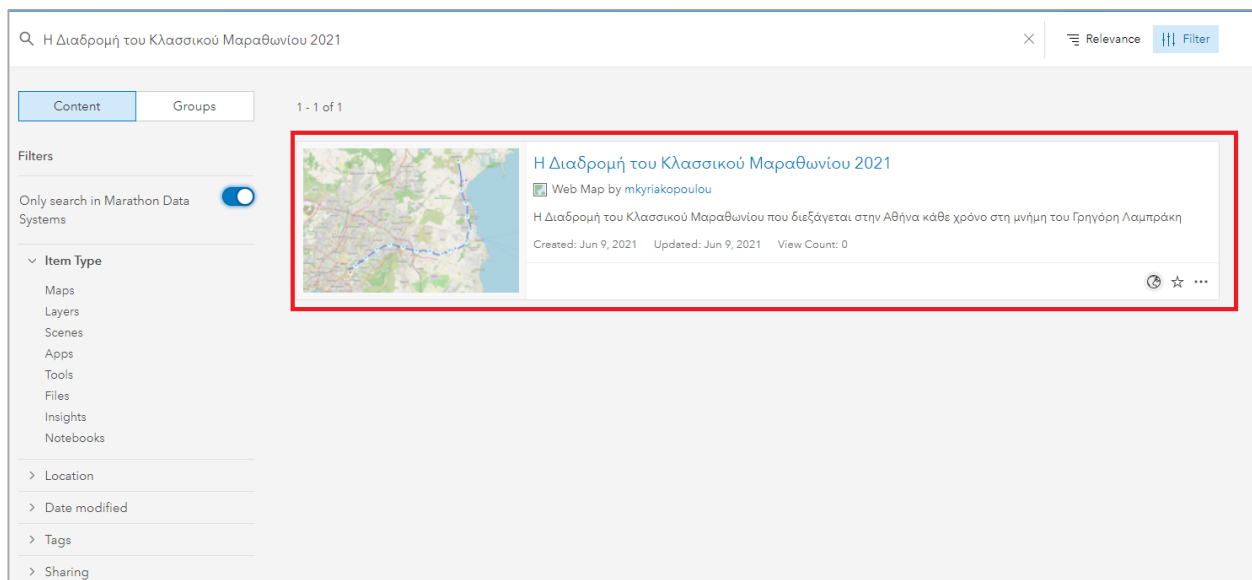 Η Διαδρομή του Κλασσικού Μαραθωνίου 2021
Relevance
Filter
Content
Groups
1 - 1 of 1
Filters
Only search in Marathon Data
Systems
Item Type
Maps
Layers
Scenes
Apps
Tools
Files
Insights
Notebooks
Location
Date modified
Tags
Sharing
Η Διαδρομή του Κλασσικού Μαραθωνίου 2021
Web Map by mkyriakopoulou
Η Διαδρομή του Κλασσικού Μαραθωνίου που διεξάγεται στην Αθήνα κάθε χρόνο στη μνήμη του Γρηγόρη Λαμπράκη
Created: Jun 9, 2021 Updated: Jun 9, 2021 View Count: 0